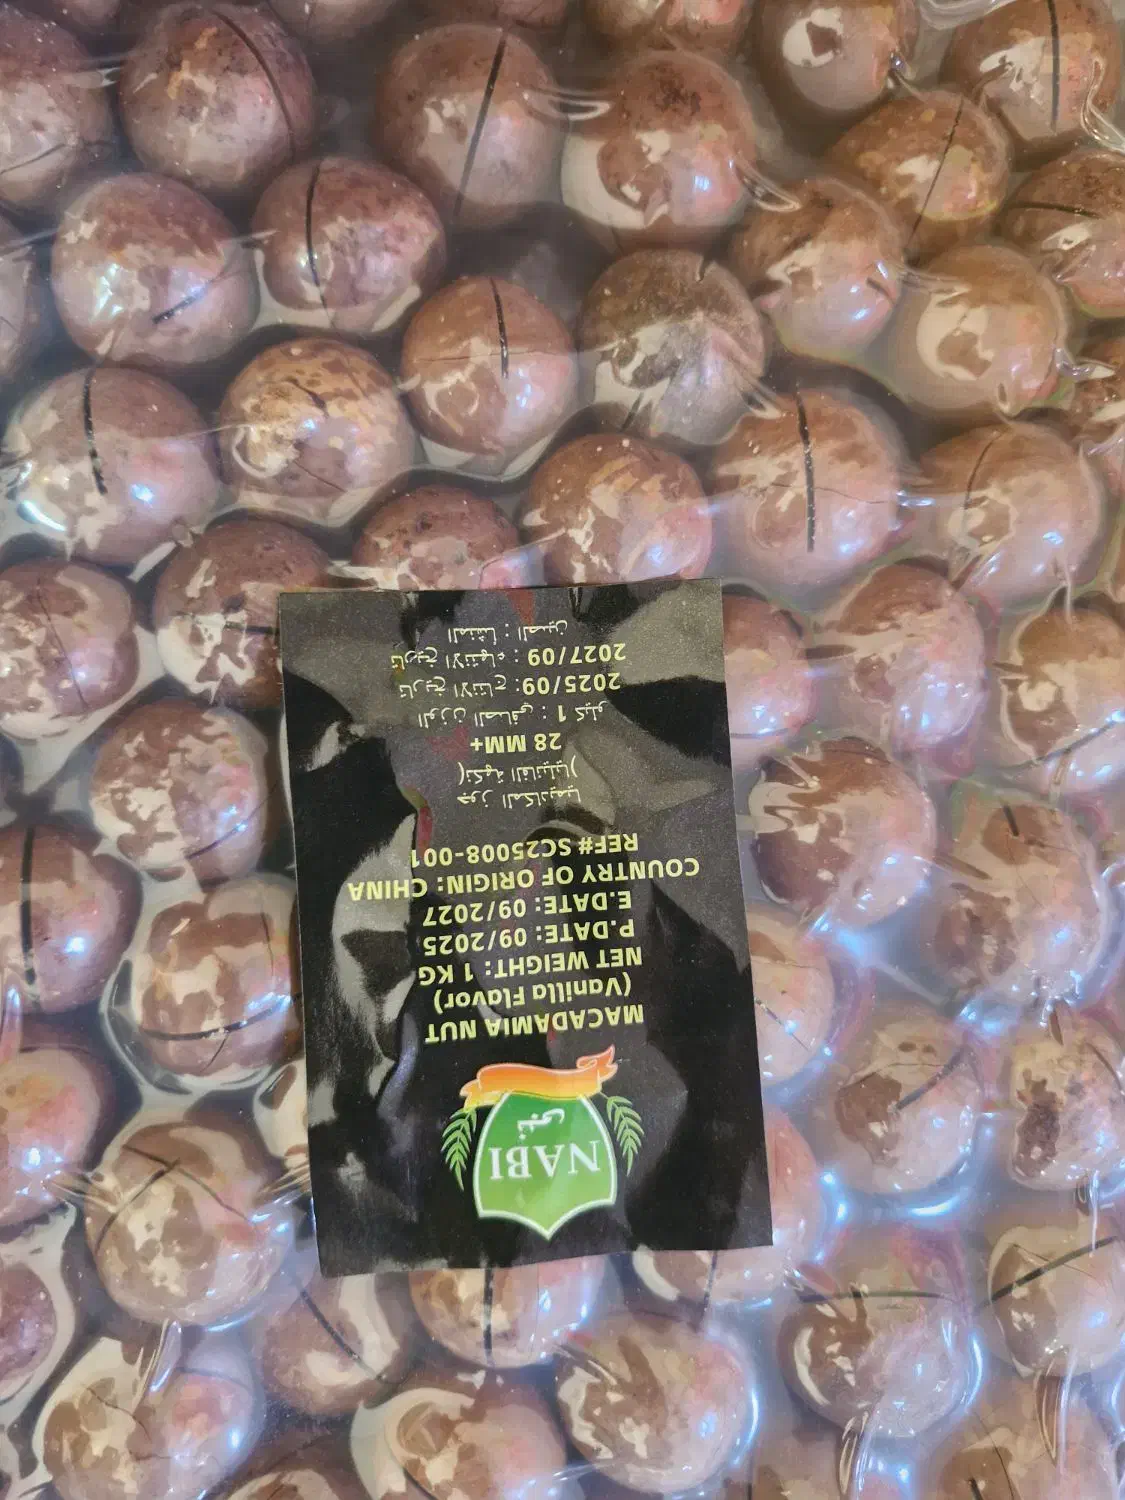 NABI
نبي
MACADAMIA NUT
(Vanilla Flavor)
NET WEIGHT: 1 KG
P.DATE: 09/2025
E.DATE: 09/2027
COUNTRY OF ORIGIN: CHINA
REF# SC25008-001
جوز المكاديميا
(نكهة الفانيليا)
28 MM+
الوزن الصافي : 1 كيلو
تاريخ الانتاج :2025/09
تاريخ الانتهاء : 2027/09
المنشأ : الصين